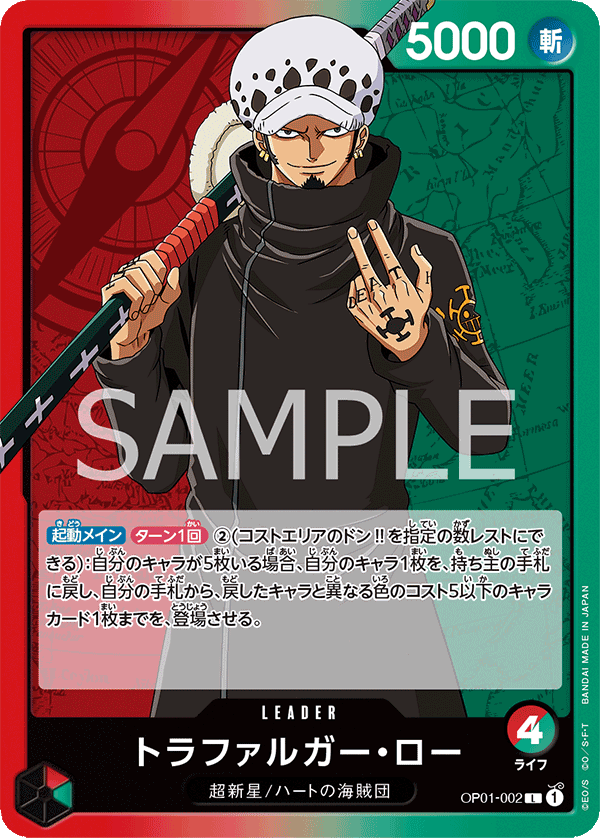 5000 斬
DEATH
SAMPLE
起動メイン ターン1回 ②(コストエリアのドン!!を指定の数レストにで
きる):自分のキャラが5枚いる場合、自分のキャラ1枚を、持ち主の手札
に戻し、自分の手札から、戻したキャラと異なる色のコスト5以下のキャラ
カード1枚までを、登場させる。
LEADER
トラファルガー・ロー
4
ライフ
超新星/ハートの海賊団
OP01-002 L 1
©E.O/S ©O/S・F・T BANDAI MADE IN JAPAN